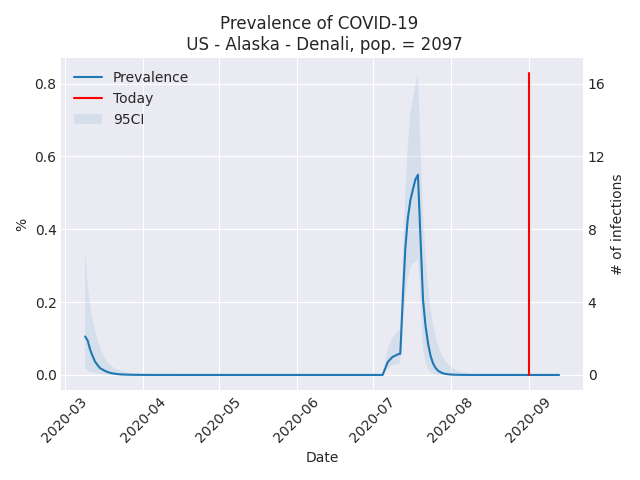 Prevalence of COVID-19
US - Alaska - Denali, pop. = 2097
Prevalence
Today
95CI
%
0.8
0.6
0.4
0.2
0.0
# of infections
16
12
8
4
0
2020-03
2020-04
2020-05
2020-06
2020-07
2020-08
2020-09
Date